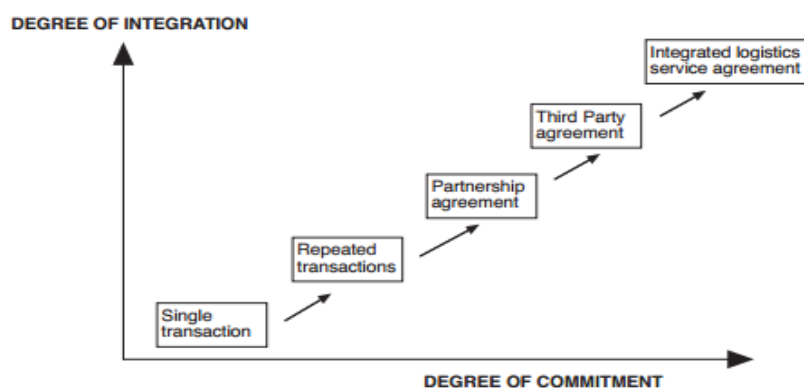 DEGREE OF INTEGRATION
Integrated logistics
service agreement
Third Party
agreement
Partnership
agreement
Repeated
transactions
Single
transaction
DEGREE OF COMMITMENT